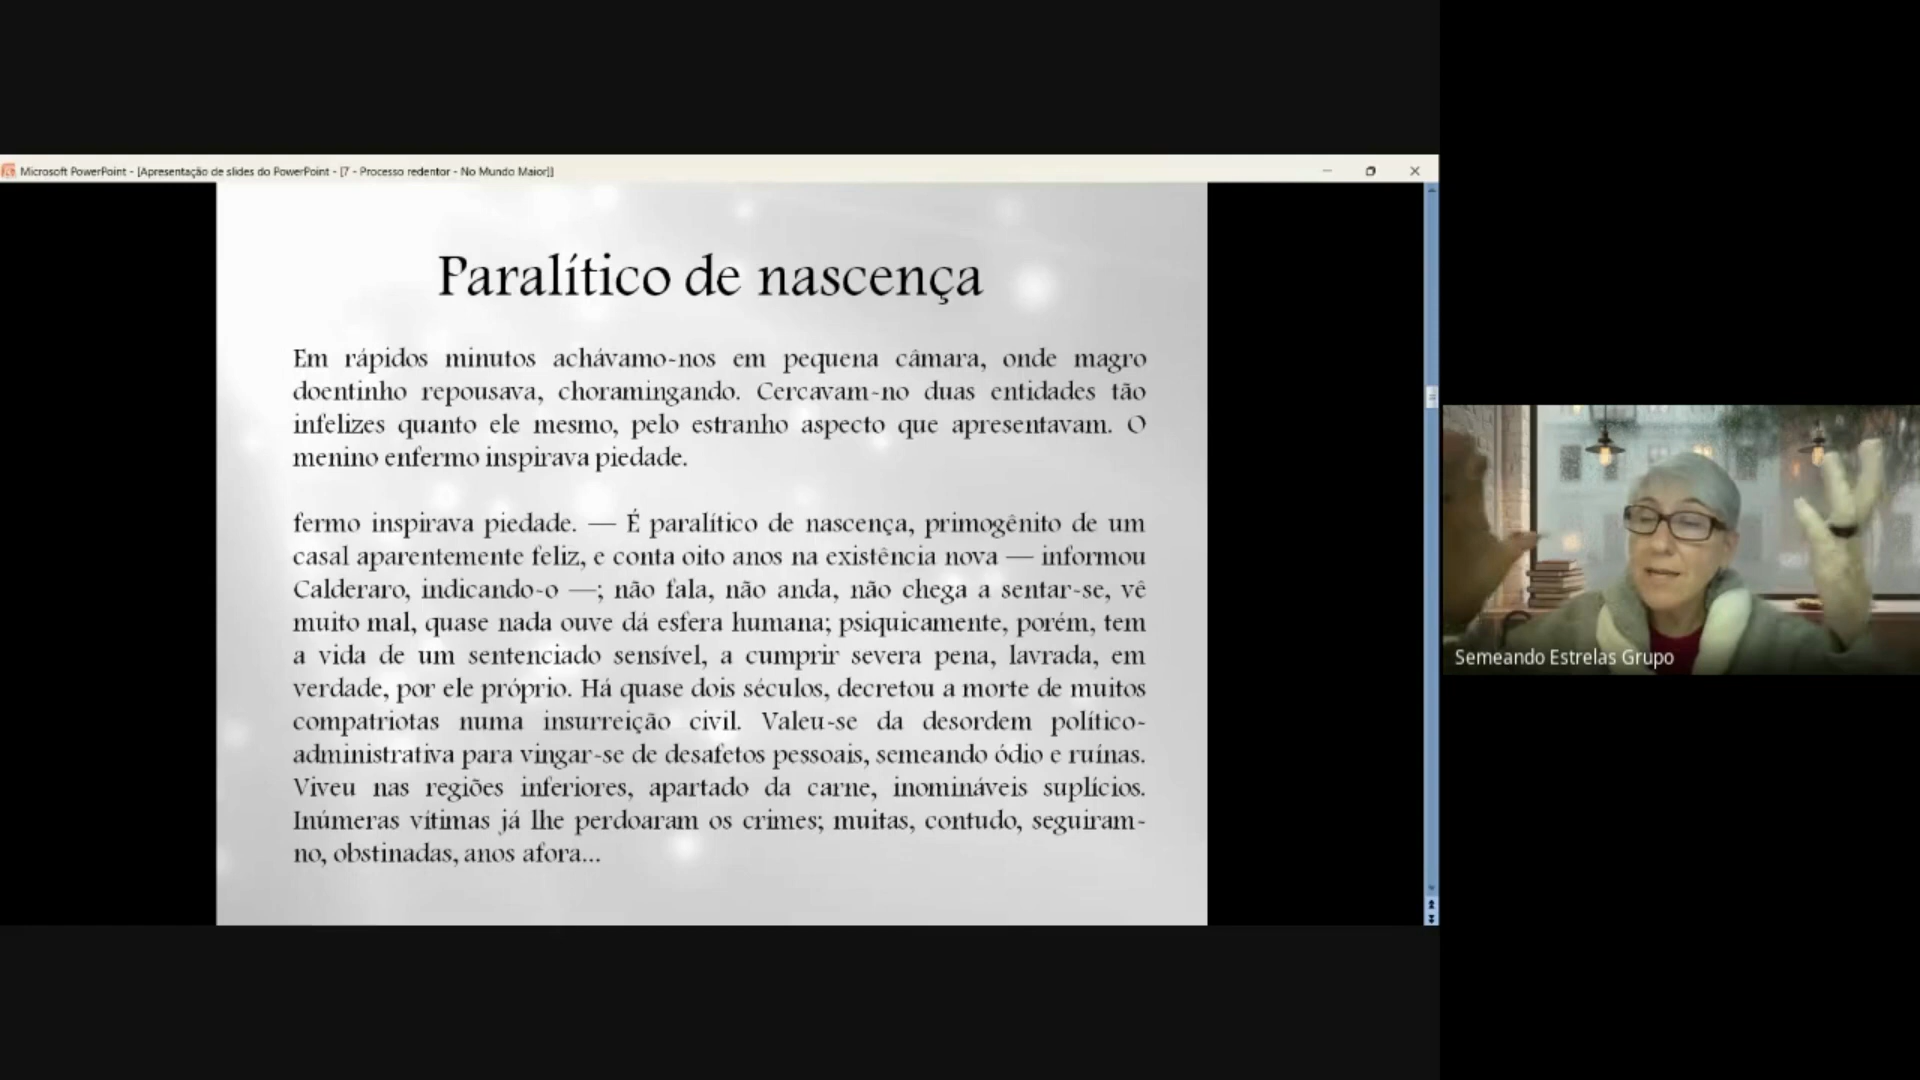 Microsoft PowerPoint - [Apresentação de slides do PowerPoint - [7 - Processo redentor - No Mundo Maior]]
Paralítico de nascença
Em rápidos minutos achávamo-nos em pequena câmara, onde magro
doentinho repousava, choramingando. Cercavam-no duas entidades tão
infelizes quanto ele mesmo, pelo estranho aspecto que apresentavam. O
menino enfermo inspirava piedade.
fermo inspirava piedade. — É paralítico de nascença, primogênito de um
casal aparentemente feliz, e conta oito anos na existência nova — informou
Calderaro, indicando-o —; não fala, não anda, não chega a sentar-se, vê
muito mal, quase nada ouve dá esfera humana; psiquicamente, porém, tem
a vida de um sentenciado sensível, a cumprir severa pena, lavrada, em
verdade, por ele próprio. Há quase dois séculos, decretou a morte de muitos
compatriotas numa insurreição civil. Valeu-se da desordem político-
administrativa para vingar-se de desafetos pessoais, semeando ódio e ruínas.
Viveu nas regiões inferiores, apartado da carne, inomináveis suplícios.
Inúmeras vítimas já lhe perdoaram os crimes; muitas, contudo, seguiram-
no, obstinadas, anos afora...
Semeando Estrelas Grupo